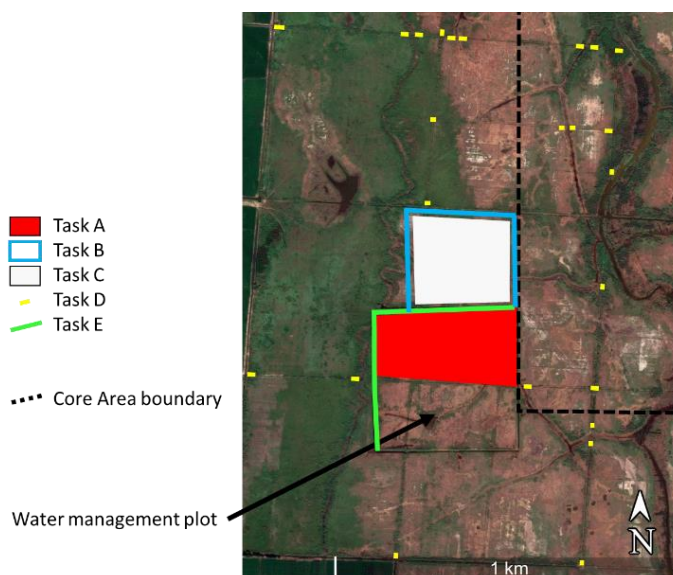 Task A
Task B
Task C
Task D
Task E
Core Area boundary
Water management plot
N
1 km